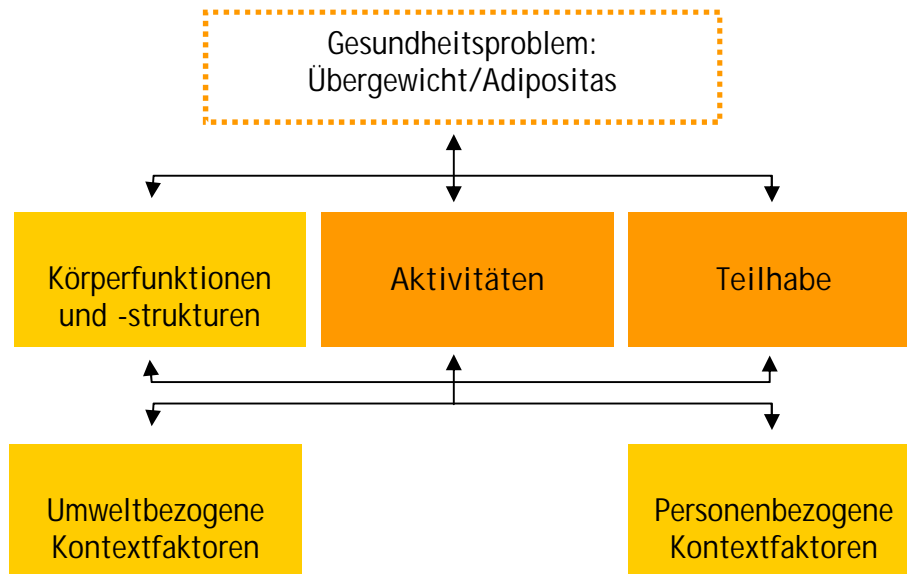 Gesundheitsproblem:
Übergewicht/Adipositas
Körperfunktionen
und -strukturen
Aktivitäten
Teilhabe
Umweltbezogene
Kontextfaktoren
Personenbezogene
Kontextfaktoren